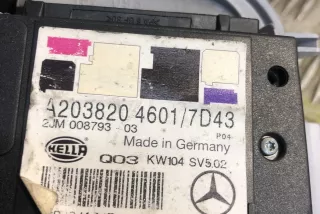 A203820 4601/7D43
2JM 008793 - 03
P04
Made in Germany
HELLA
Q03 KW104 SV5.02